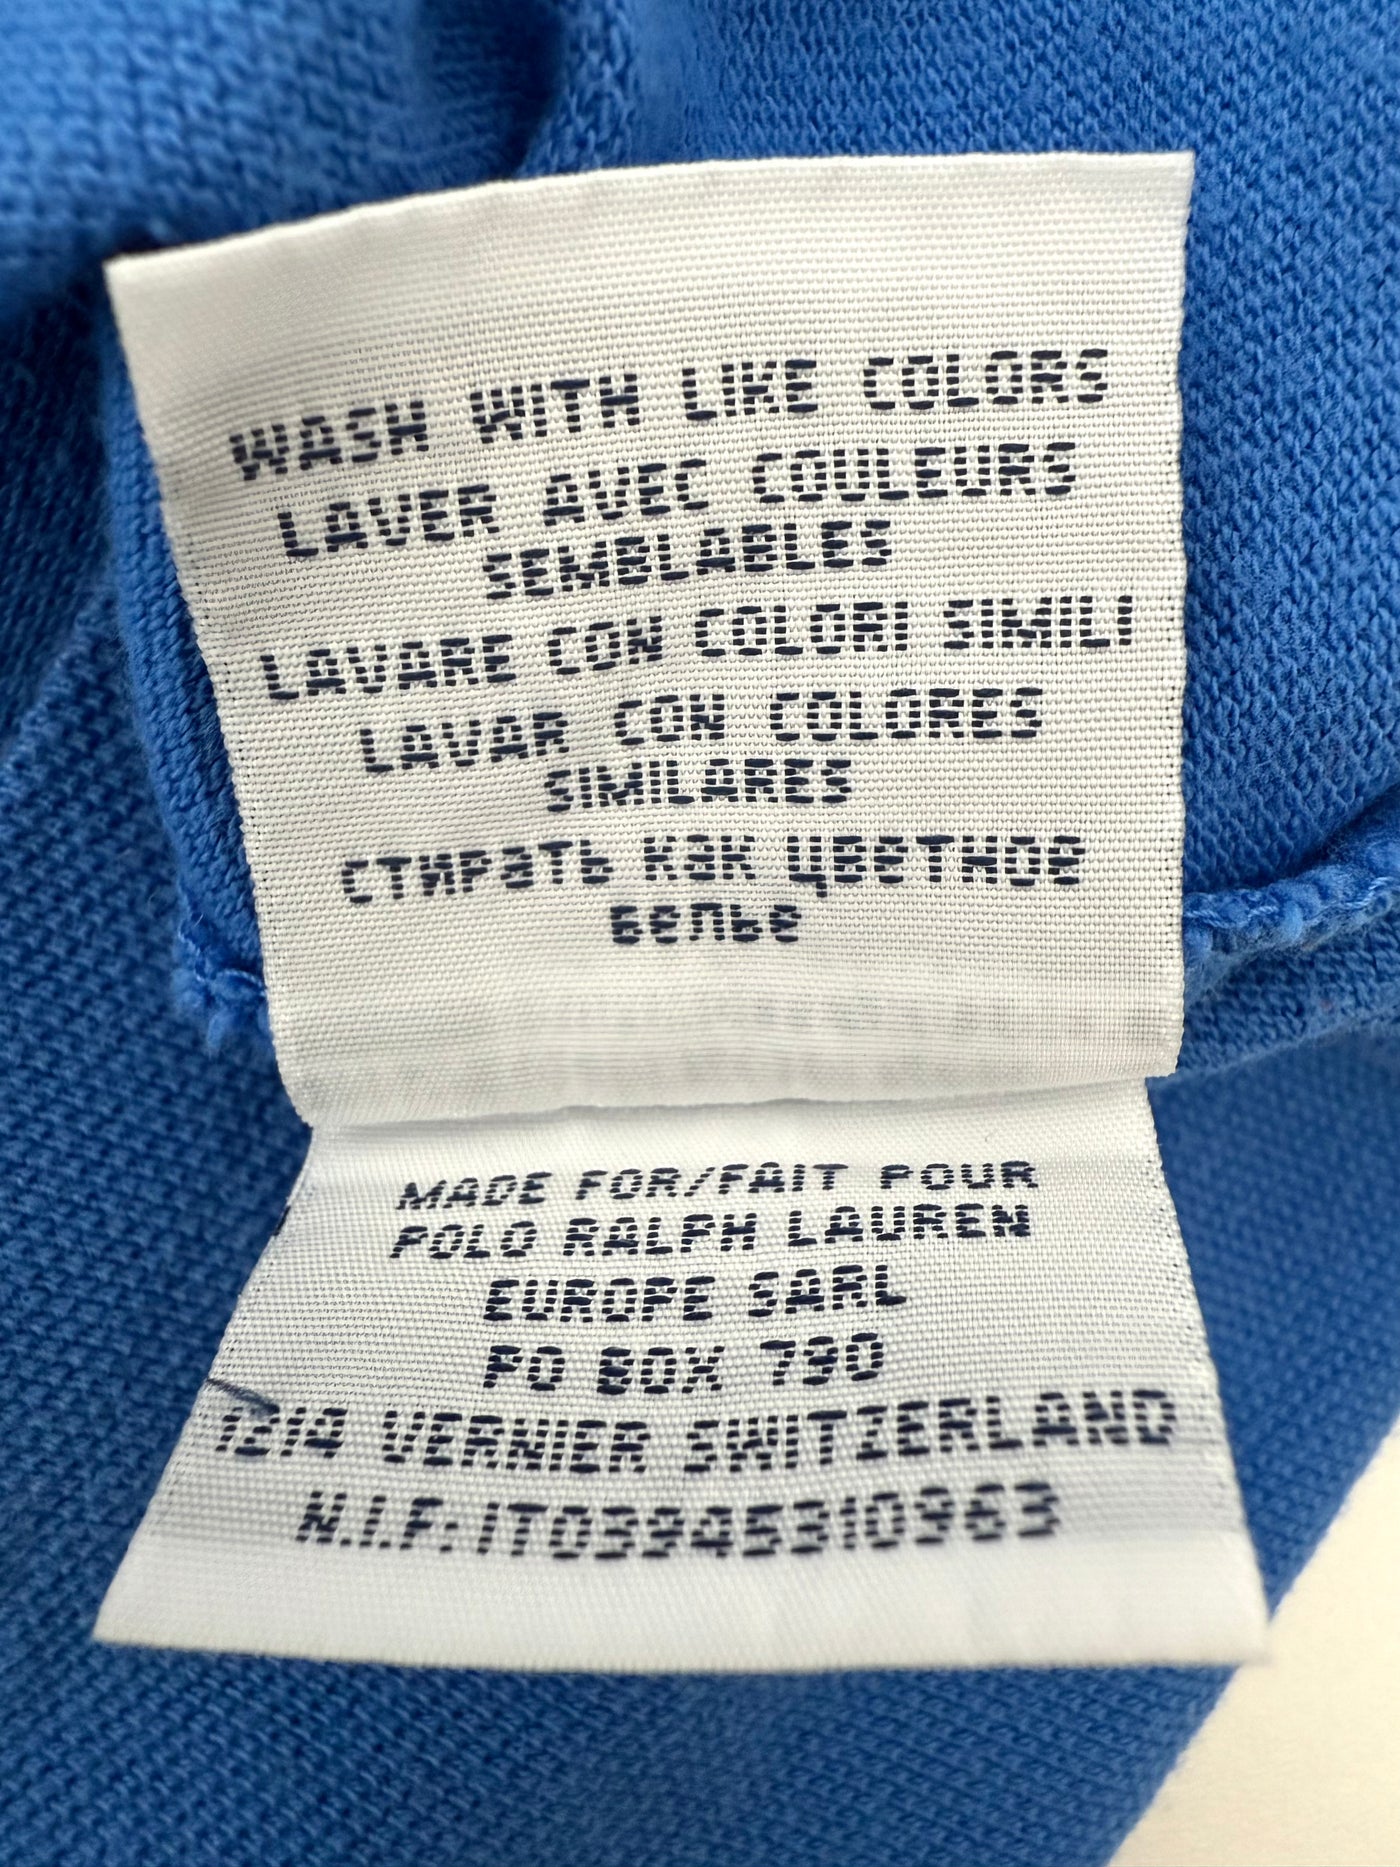 WASH WITH LIKE COLORS
LAVER AVEC COULEURS
SEMBLABLES
LAVARE CON COLORI SIMILI
LAVAR CON COLORES
SIMILARES
СТИРАТЬ КАК ЦВЕТНОЕ
БЕЛЬЕ
MADE FOR/FAIT POUR
POLO RALPH LAUREN
EUROPE SARL
PO BOX 790
1214 VERNIER SWITZERLAND
N.I.F: IT03945310963